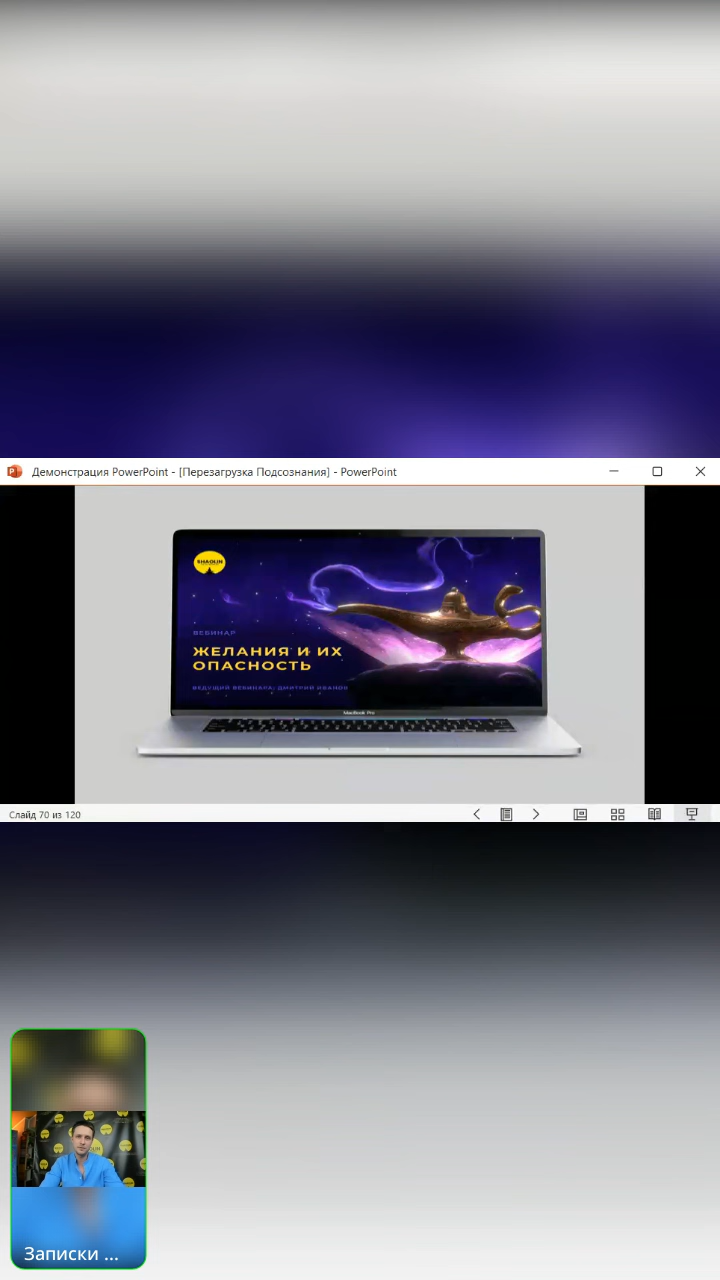 Демонстрация PowerPoint - [Перезагрузка Подсознания] - PowerPoint
SHAOLIN
ВЕБИНАР
ЖЕЛАНИЯ И ИХ
ОПАСНОСТЬ
ВЕДУЩИЙ ВЕБИНАРА: ДМИТРИЙ ИВАНОВ
MacBook Pro
Слайд 70 из 120
Записки ...